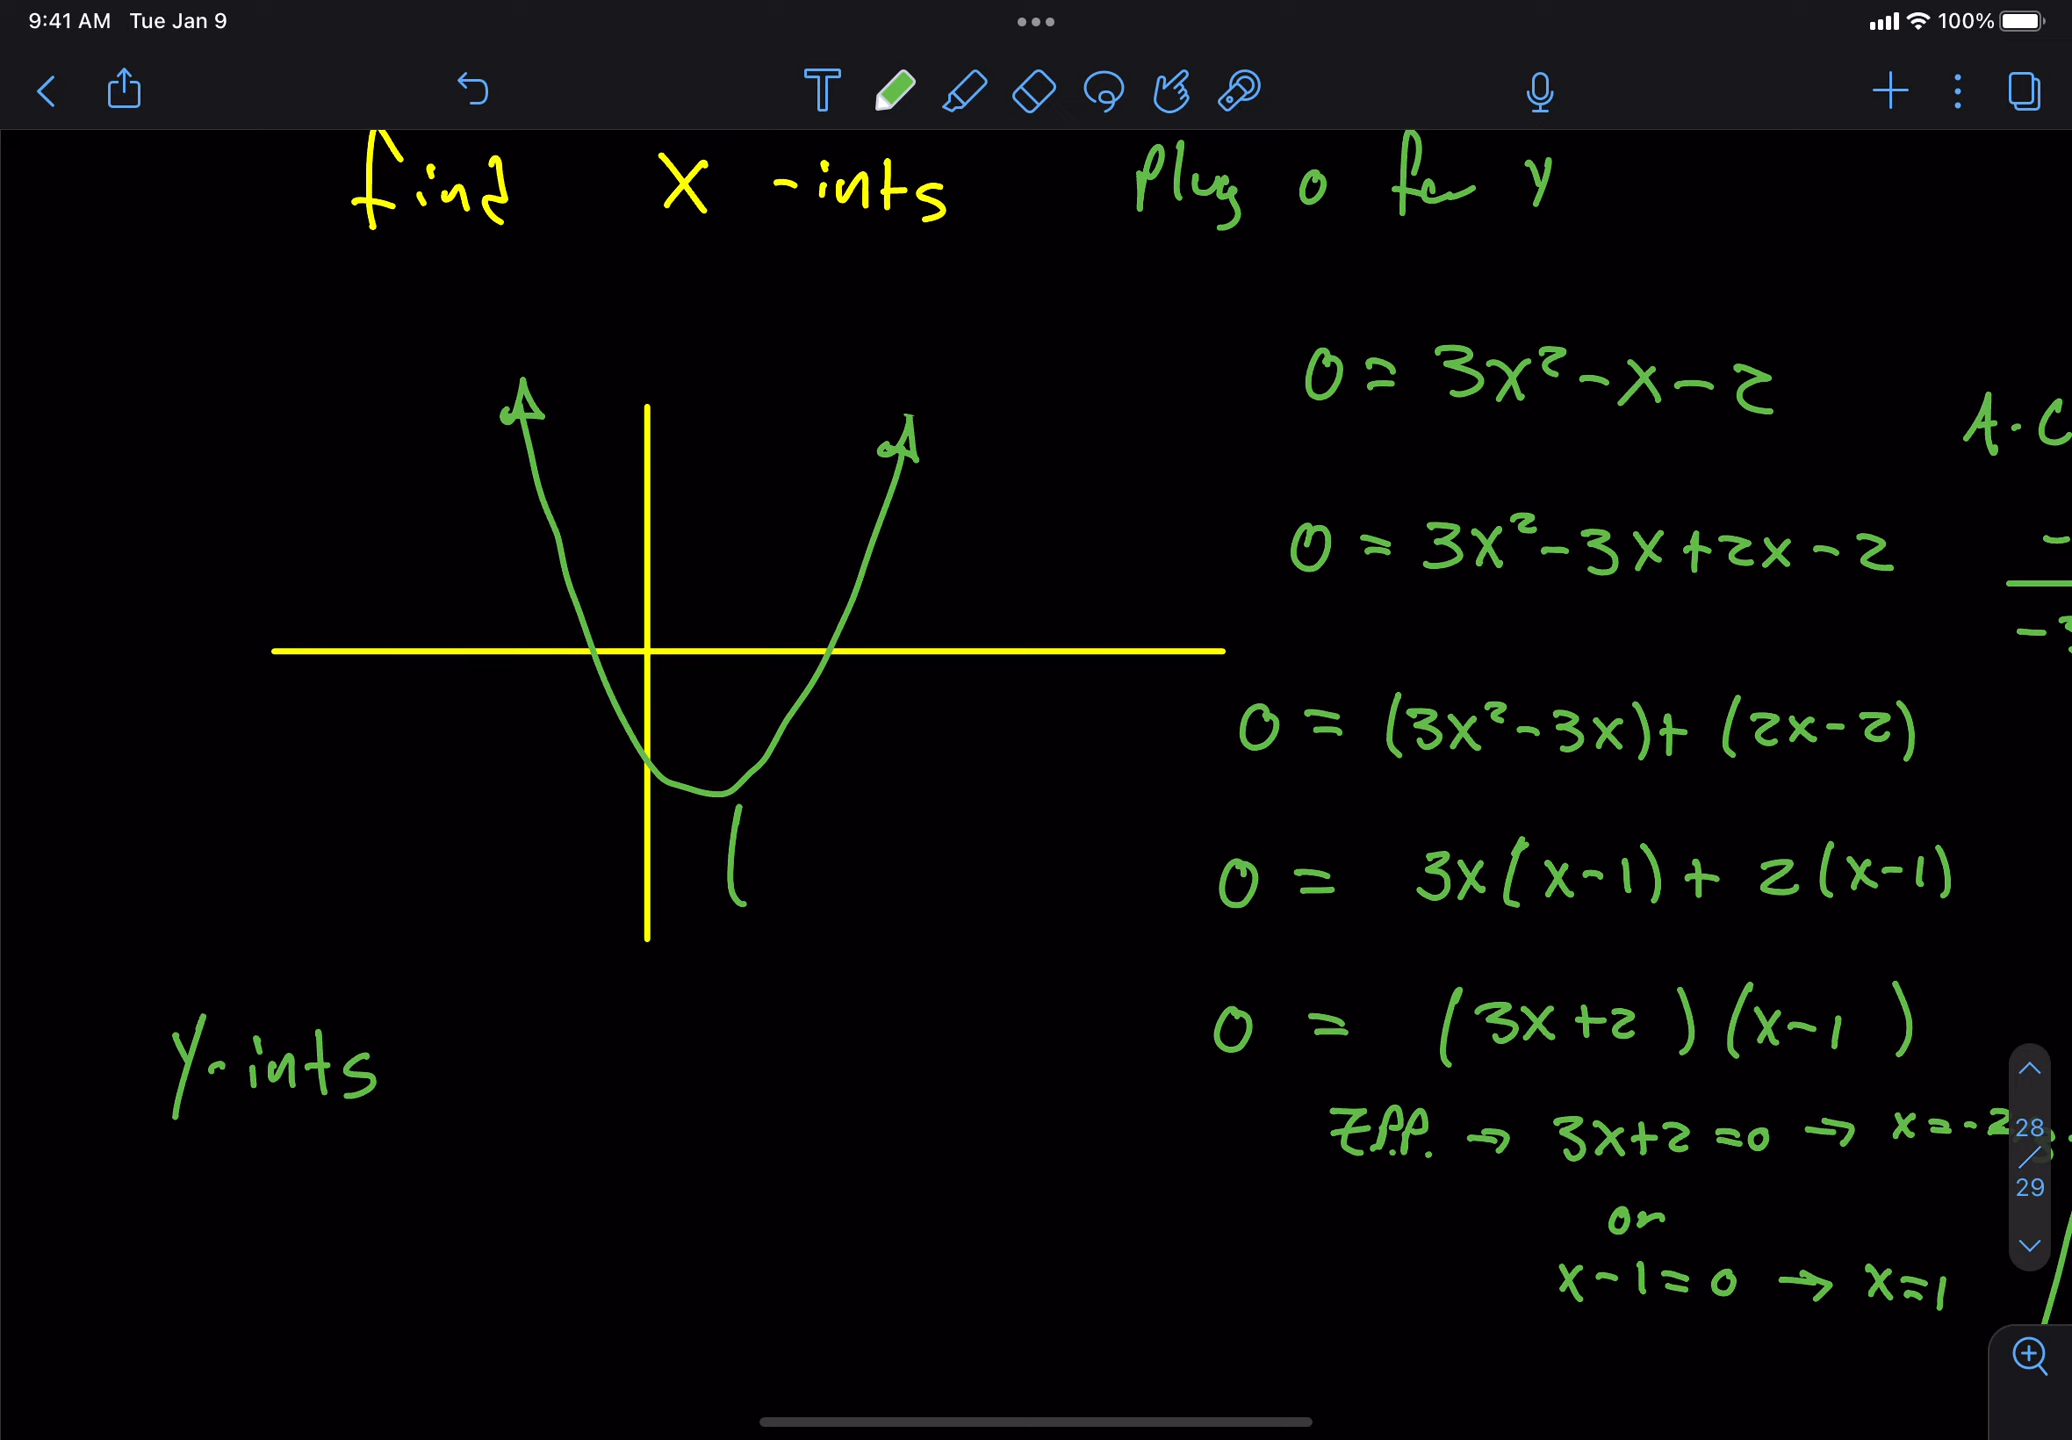 9:41 AM Tue Jan 9
100%
find x-ints
Plug 0 for y
0 = 3x² - x - 2
A·C
0 = 3x² - 3x + 2x - 2
0 = (3x² - 3x) + (2x - 2)
0 = 3x(x - 1) + 2(x - 1)
0 = (3x + 2)(x - 1)
y-ints
Z.P.P. → 3x + 2 = 0 → x = -2
or
x - 1 = 0 → x = 1
28
/
29